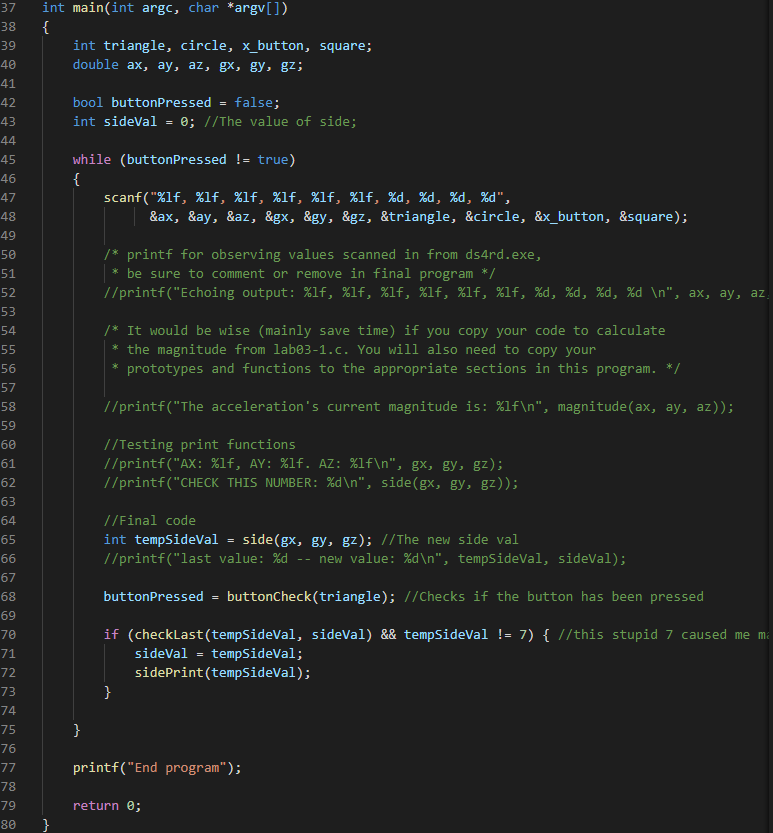 37 int main(int argc, char *argv[])
38 {
39 int triangle, circle, x_button, square;
40 double ax, ay, az, gx, gy, gz;
41
42 bool buttonPressed = false;
43 int sideVal = 0; //The value of side;
44
45 while (buttonPressed != true)
46 {
47 scanf("%lf, %lf, %lf, %lf, %lf, %lf, %d, %d, %d, %d",
48 &ax, &ay, &az, &gx, &gy, &gz, &triangle, &circle, &x_button, &square);
49
50 /* printf for observing values scanned in from ds4rd.exe,
51 * be sure to comment or remove in final program */
52 //printf("Echoing output: %lf, %lf, %lf, %lf, %lf, %lf, %d, %d, %d, %d \n", ax, ay, az,
53
54 /* It would be wise (mainly save time) if you copy your code to calculate
55 * the magnitude from lab03-1.c. You will also need to copy your
56 * prototypes and functions to the appropriate sections in this program. */
57
58 //printf("The acceleration's current magnitude is: %lf\n", magnitude(ax, ay, az));
59
60 //Testing print functions
61 //printf("AX: %lf, AY: %lf. AZ: %lf\n", gx, gy, gz);
62 //printf("CHECK THIS NUMBER: %d\n", side(gx, gy, gz));
63
64 //Final code
65 int tempSideVal = side(gx, gy, gz); //The new side val
66 //printf("last value: %d -- new value: %d\n", tempSideVal, sideVal);
67
68 buttonPressed = buttonCheck(triangle); //Checks if the button has been pressed
69
70 if (checkLast(tempSideVal, sideVal) && tempSideVal != 7) { //this stupid 7 caused me
71 sideVal = tempSideVal;
72 sidePrint(tempSideVal);
73 }
74
75 }
76
77 printf("End program");
78
79 return 0;
80 }